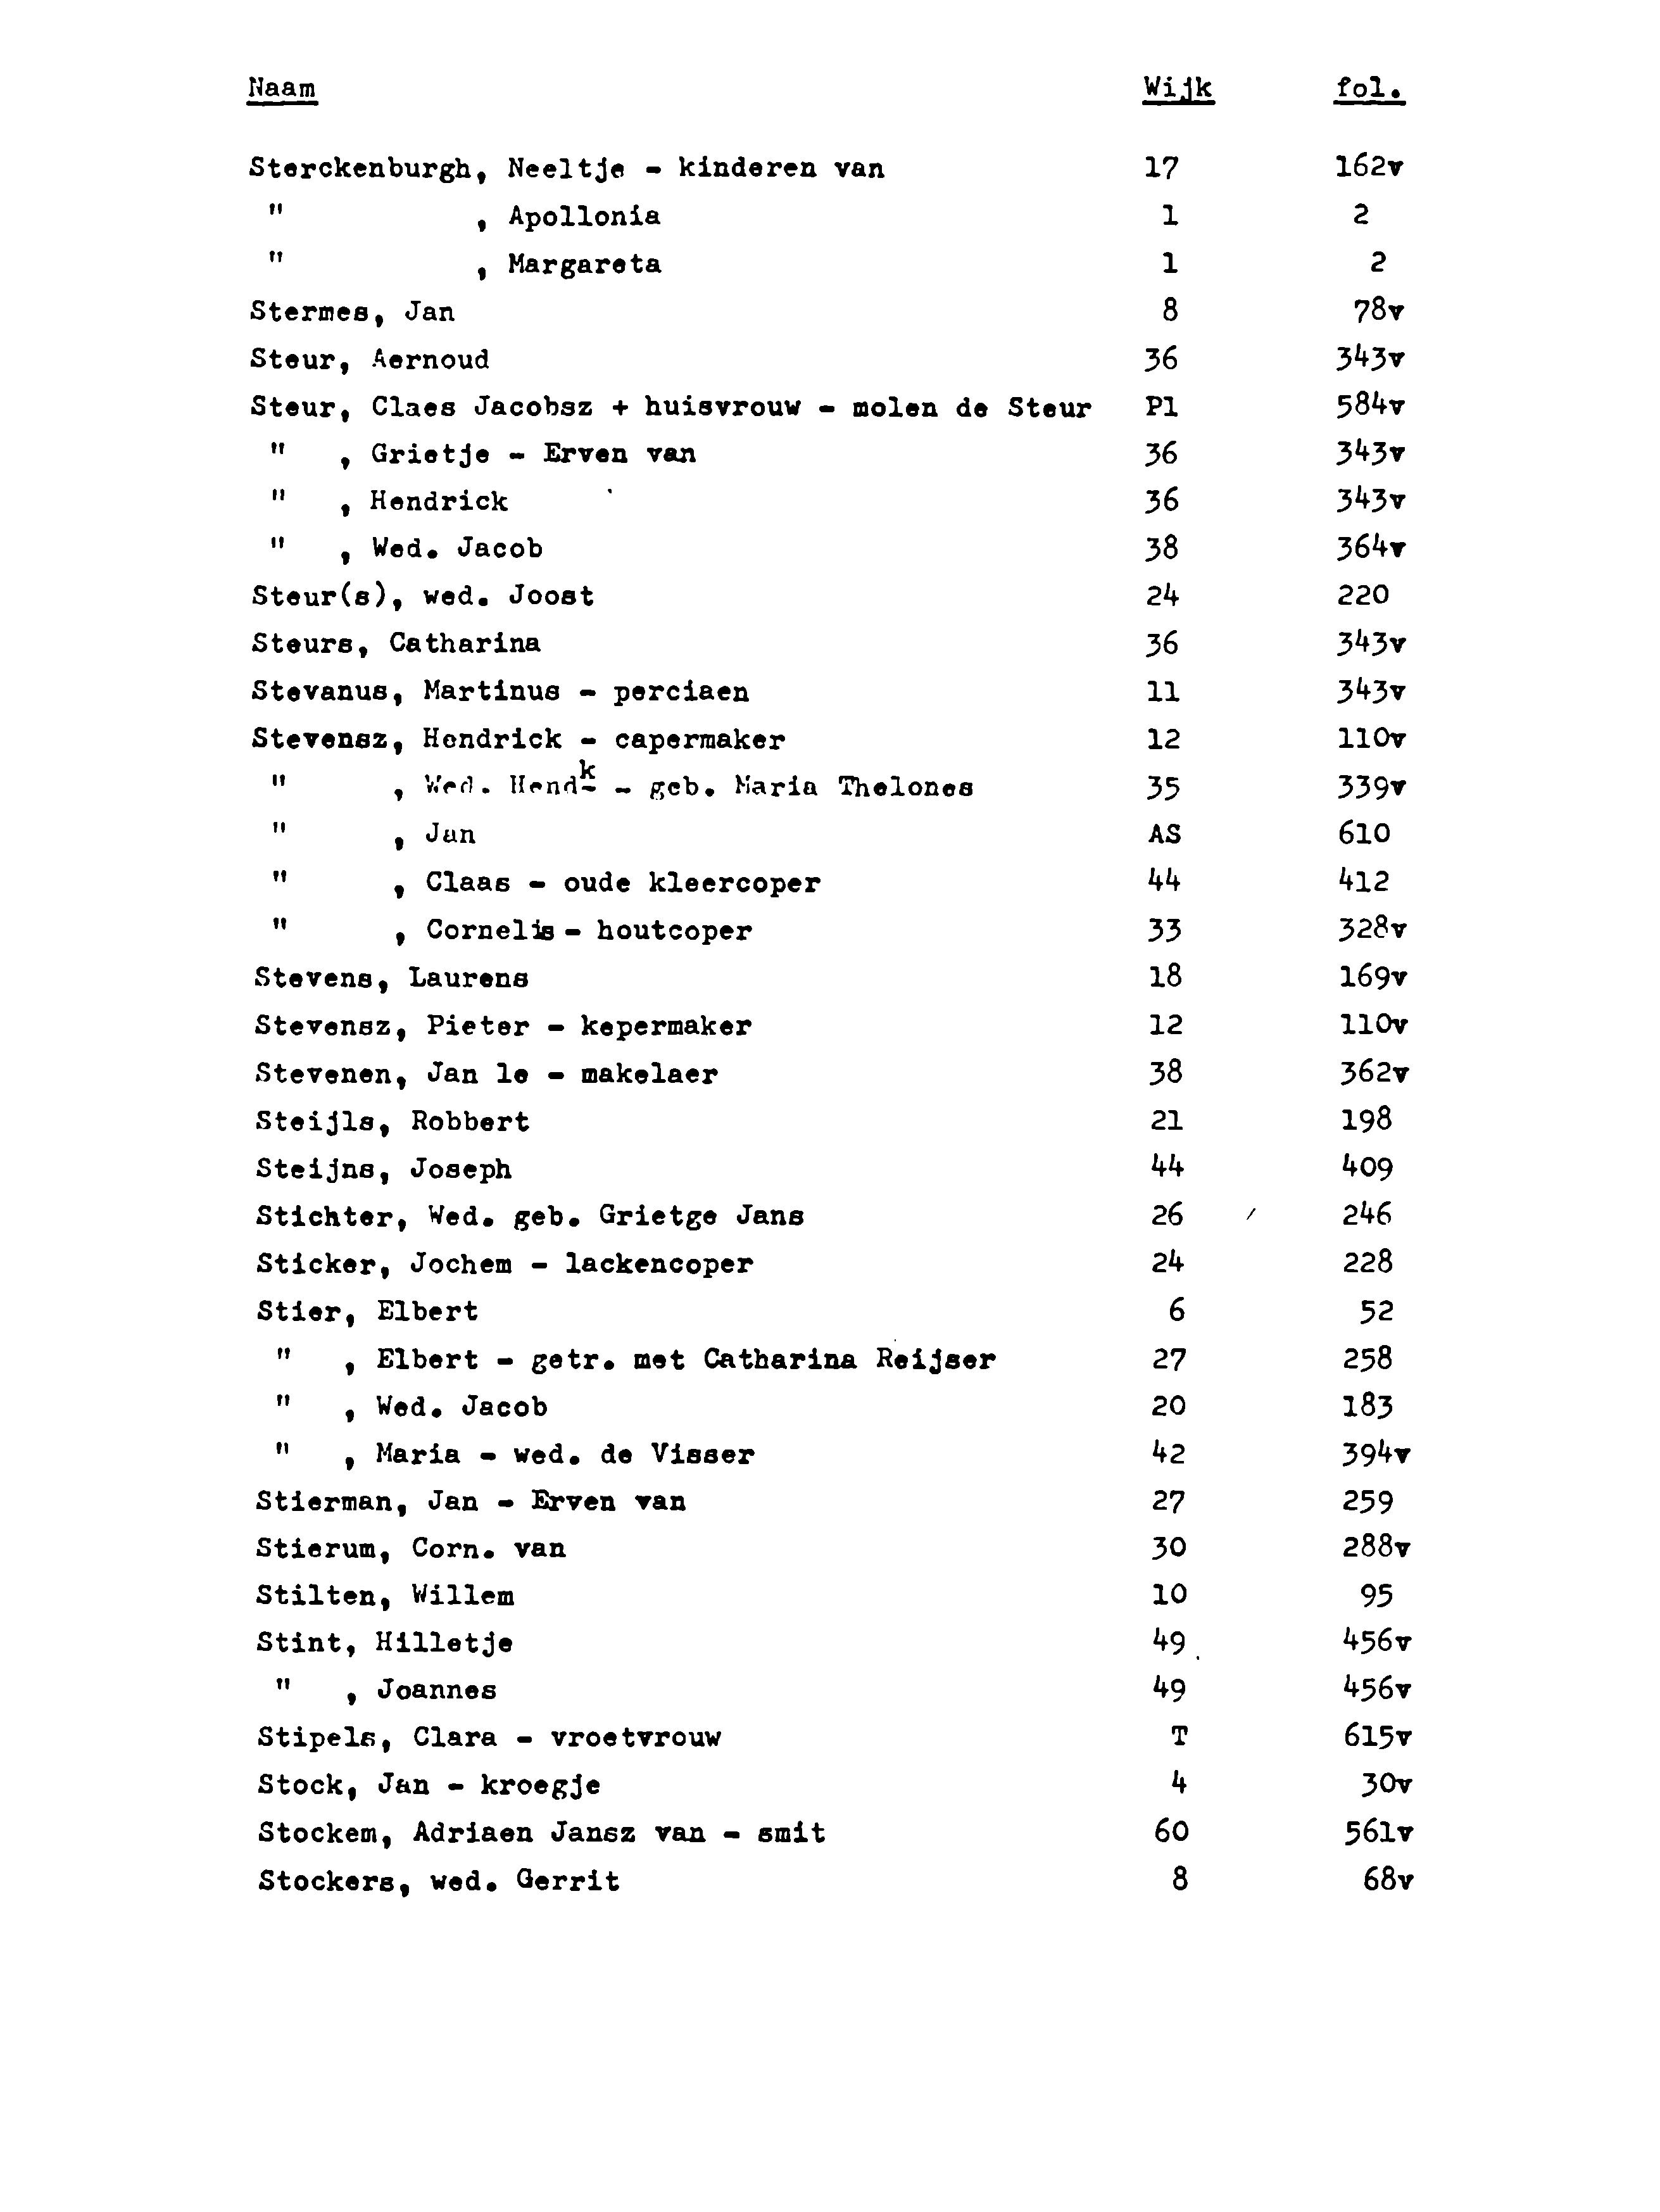 Naam Wijk fol.
Sterckenburgh, Neeltje - kinderen van 17 162v
" , Apollonia 1 2
" , Margareta 1 2
Stermes, Jan 8 78v
Steur, Aernoud 36 343v
Steur, Claes Jacobsz + huisvrouw - molen de Steur Pl 584v
" , Grietje - Erven van 36 343v
" , Hendrick 36 343v
" , Wed. Jacob 38 364v
Steur(s), wed. Joost 24 220
Steurs, Catharina 36 343v
Stevanus, Martinus - perciaen 11 343v
Stevensz, Hendrick - capermaker 12 110v
" , Wed. Hendk - geb. Maria Thelones 35 339v
" , Jan AS 610
" , Claas - oude kleercoper 44 412
" , Cornelis - houtcoper 33 328v
Stevens, Laurens 18 169v
Stevensz, Pieter - kepermaker 12 110v
Stevenen, Jan le - makelaer 38 362v
Steijls, Robbert 21 198
Steijns, Joseph 44 409
Stichter, Wed. geb. Grietge Jans 26 246
Sticker, Jochem - lackencoper 24 228
Stier, Elbert 6 52
" , Elbert - getr. met Catharina Reijser 27 258
" , Wed. Jacob 20 183
" , Maria - wed. de Visser 42 394v
Stierman, Jan - Erven van 27 259
Stierum, Corn. van 30 288v
Stilten, Willem 10 95
Stint, Hilletje 49 456v
" , Joannes 49 456v
Stipels, Clara - vroetvrouw T 615v
Stock, Jan - kroegje 4 30v
Stockem, Adriaen Jansz van - smit 60 561v
Stockers, wed. Gerrit 8 68v